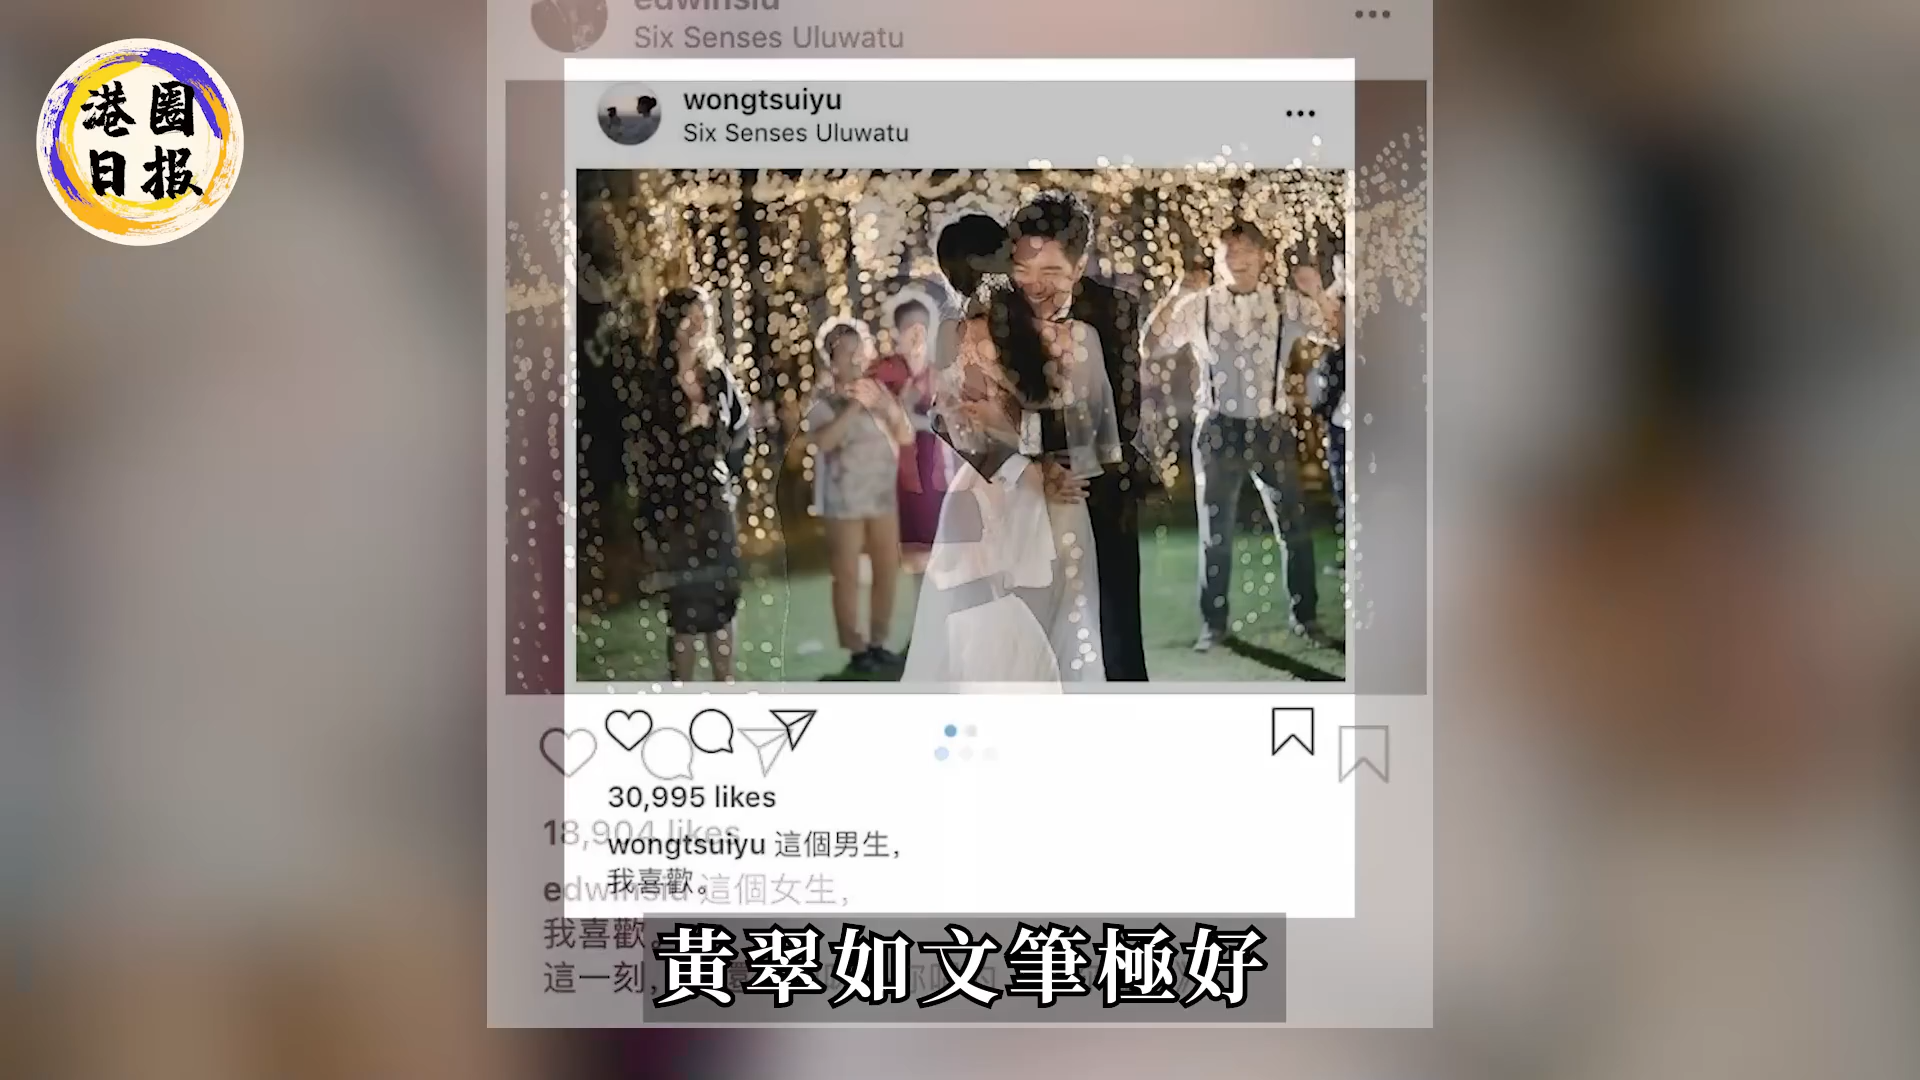 港圈
日报
edwinsiu
Six Senses Uluwatu
wongtsuiyu
Six Senses Uluwatu
30,995 likes
18,904 likes
wongtsuiyu 這個男生，
我喜歡。
edwinsiu 這個女生，
我喜歡
這一刻，
黃翠如文筆極好